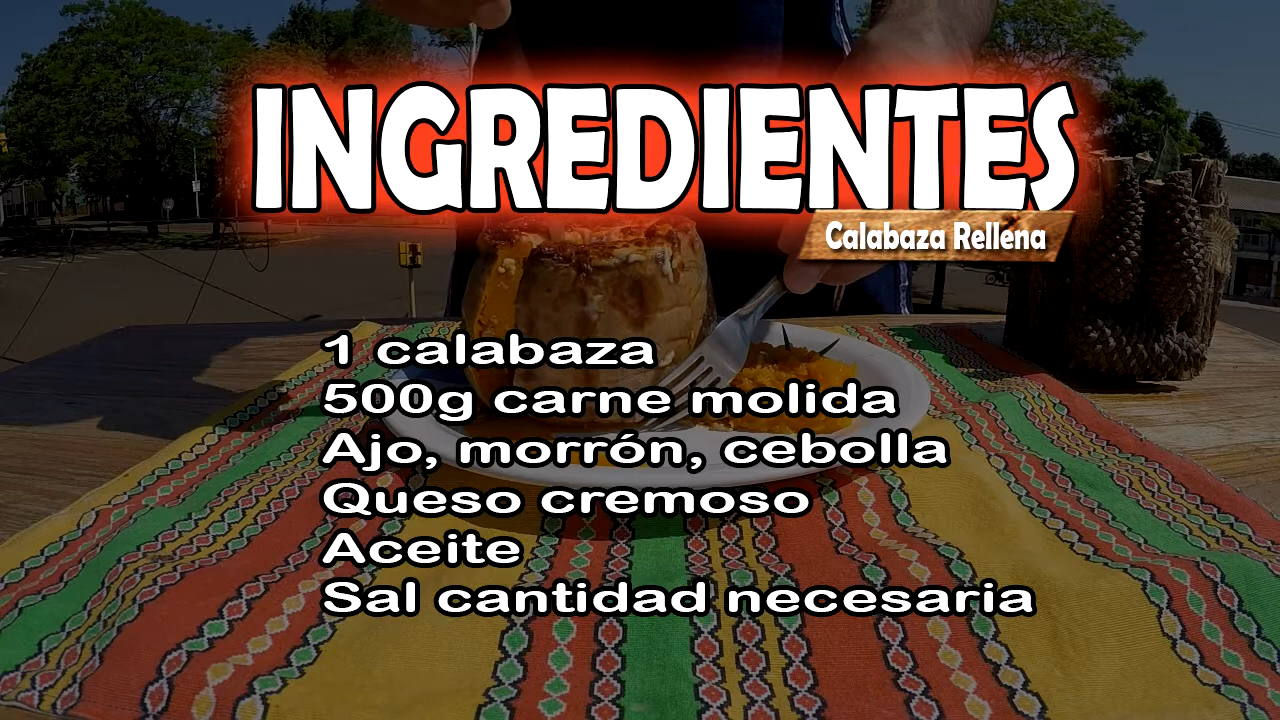 INGREDIENTES
Calabaza Rellena
1 calabaza
500g carne molida
Ajo, morrón, cebolla
Queso cremoso
Aceite
Sal cantidad necesaria